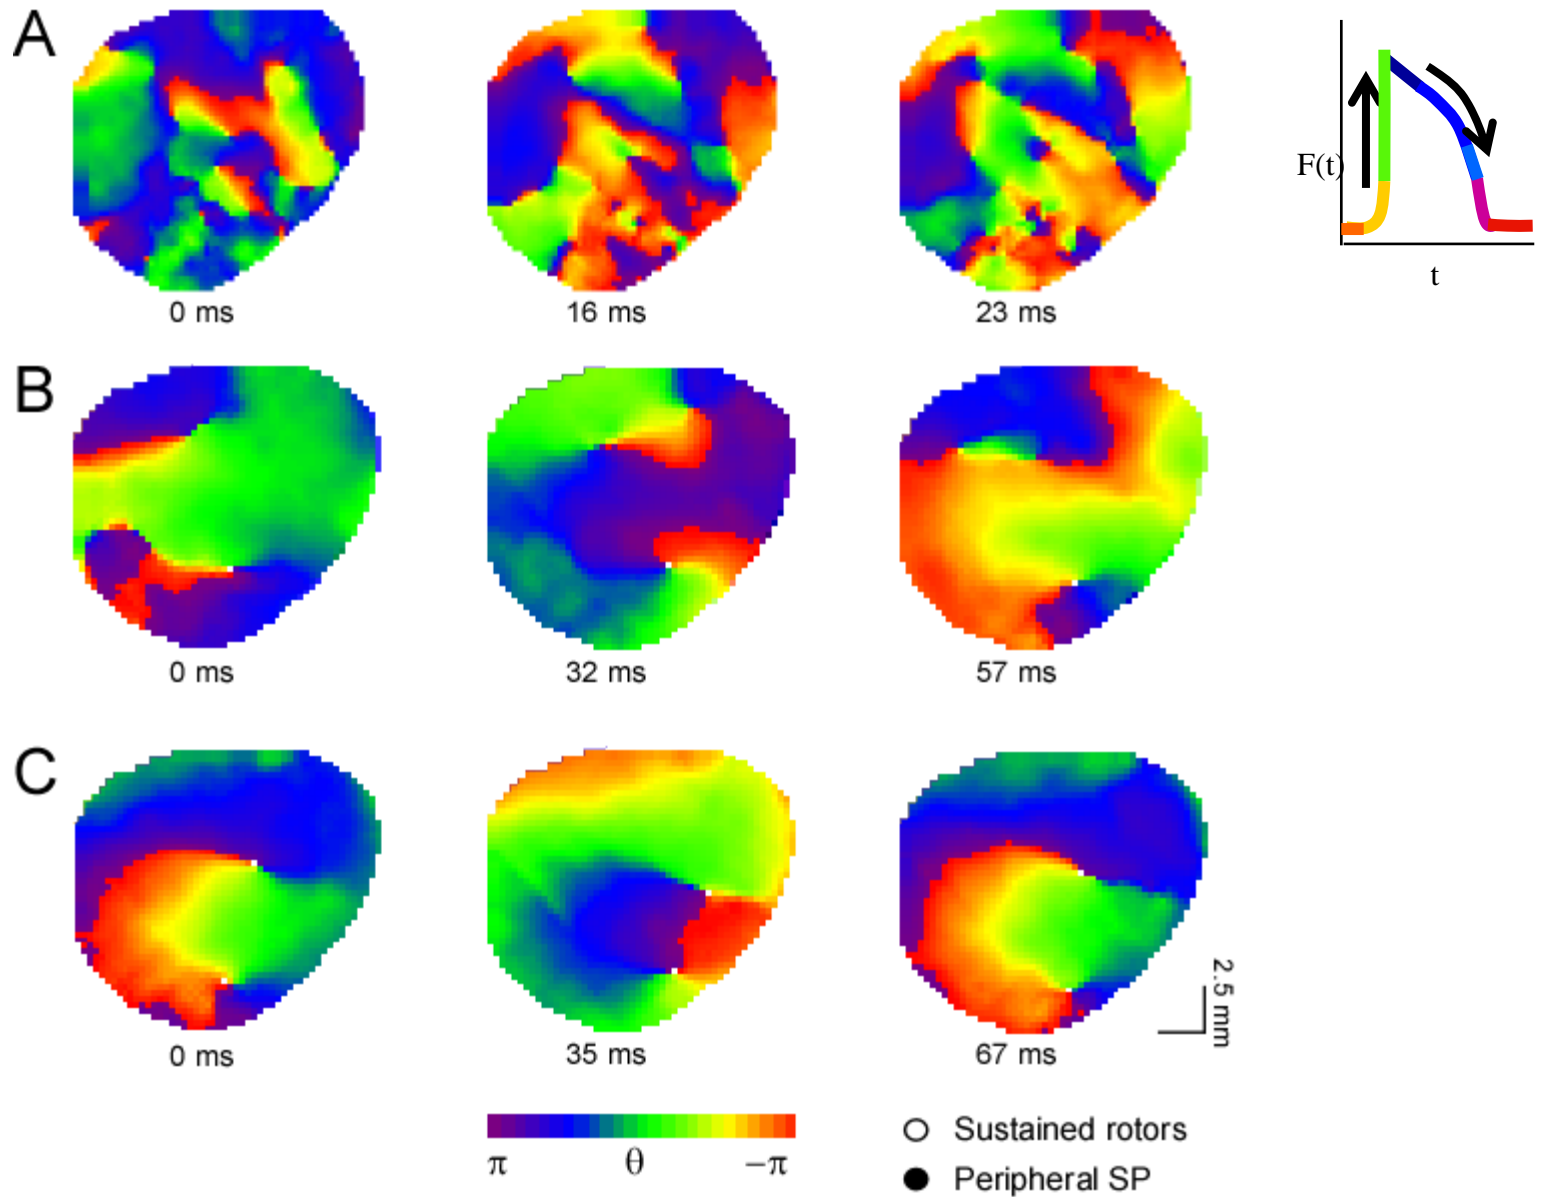 A
0 ms
16 ms
23 ms
F(t)
t
B
0 ms
32 ms
57 ms
C
0 ms
35 ms
67 ms
2.5 mm
π
θ
−π
Sustained rotors
Peripheral SP